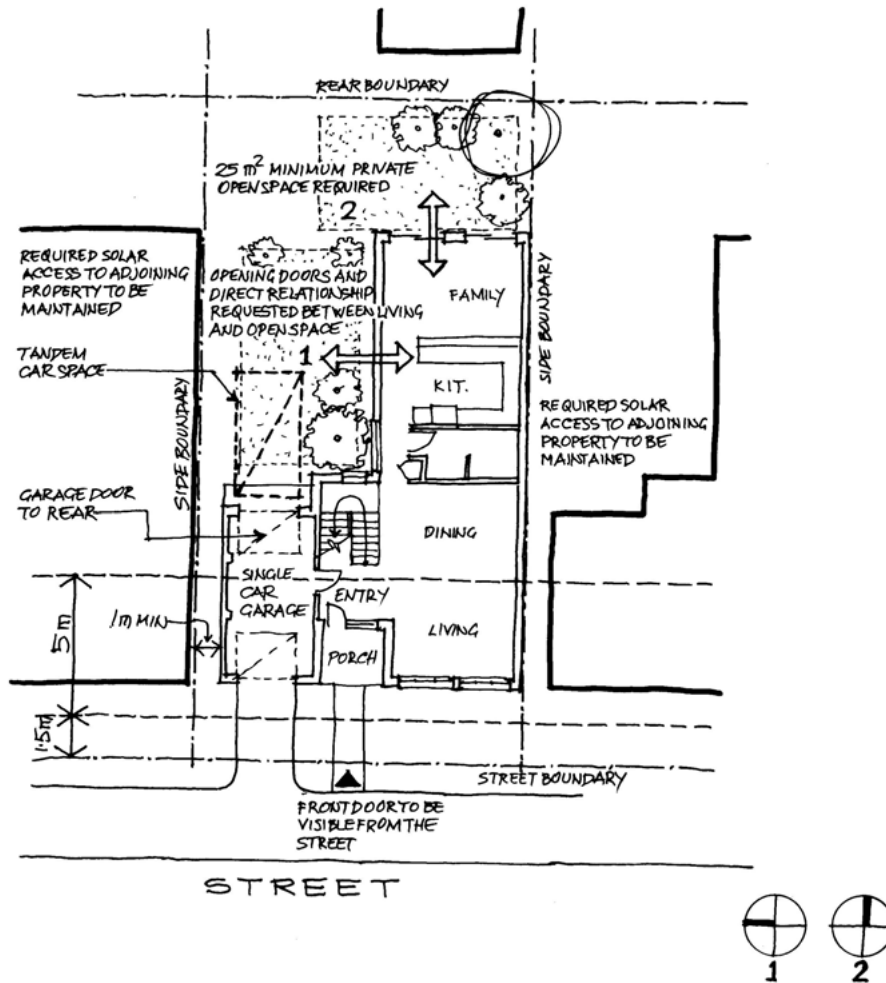 REAR BOUNDARY
25 m² MINIMUM PRIVATE
OPEN SPACE REQUIRED
2
REQUIRED SOLAR
ACCESS TO ADJOINING
PROPERTY TO BE
MAINTAINED
OPENING DOORS AND
DIRECT RELATIONSHIP
REQUESTED BETWEEN LIVING
AND OPEN SPACE
1
FAMILY
SIDE BOUNDARY
TANDEM
CAR SPACE
KIT.
REQUIRED SOLAR
ACCESS TO ADJOINING
PROPERTY TO BE
MAINTAINED
SIDE BOUNDARY
GARAGE DOOR
TO REAR
DINING
SINGLE
CAR
GARAGE
ENTRY
1m MIN
5m
LIVING
PORCH
1.5m
STREET BOUNDARY
FRONT DOOR TO BE
VISIBLE FROM THE
STREET
STREET
1
2